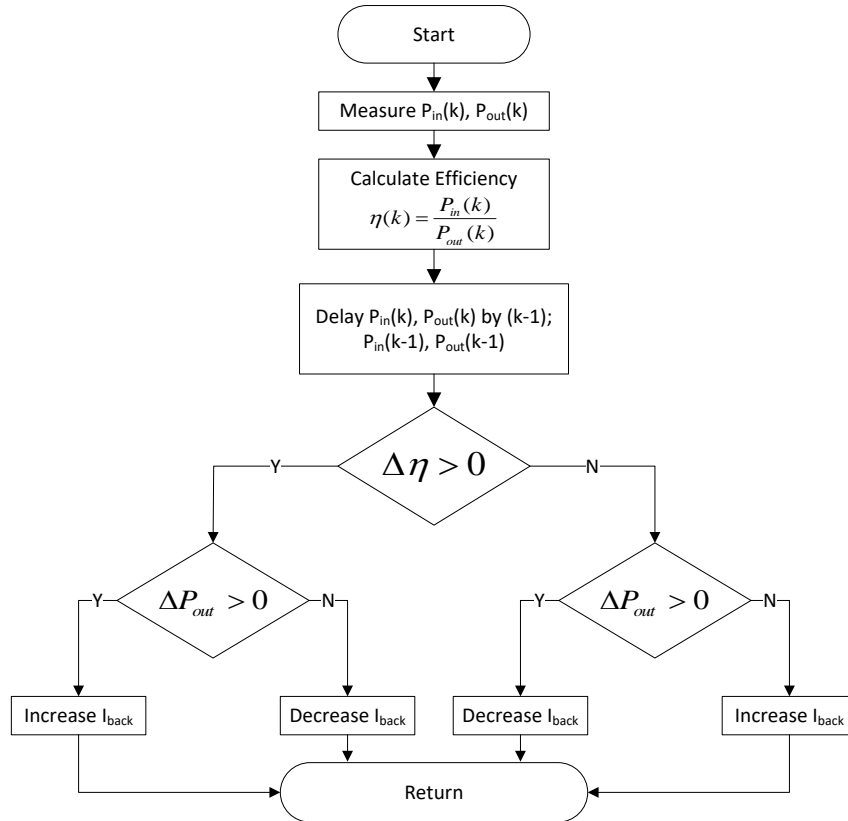 Start
Measure P_in(k), P_out(k)
Calculate Efficiency
η(k) = P_in(k) / P_out(k)
Delay P_in(k), P_out(k) by (k-1);
P_in(k-1), P_out(k-1)
Δη > 0
Y
N
ΔP_out > 0
Y
N
ΔP_out > 0
Y
N
Increase I_back
Decrease I_back
Decrease I_back
Increase I_back
Return